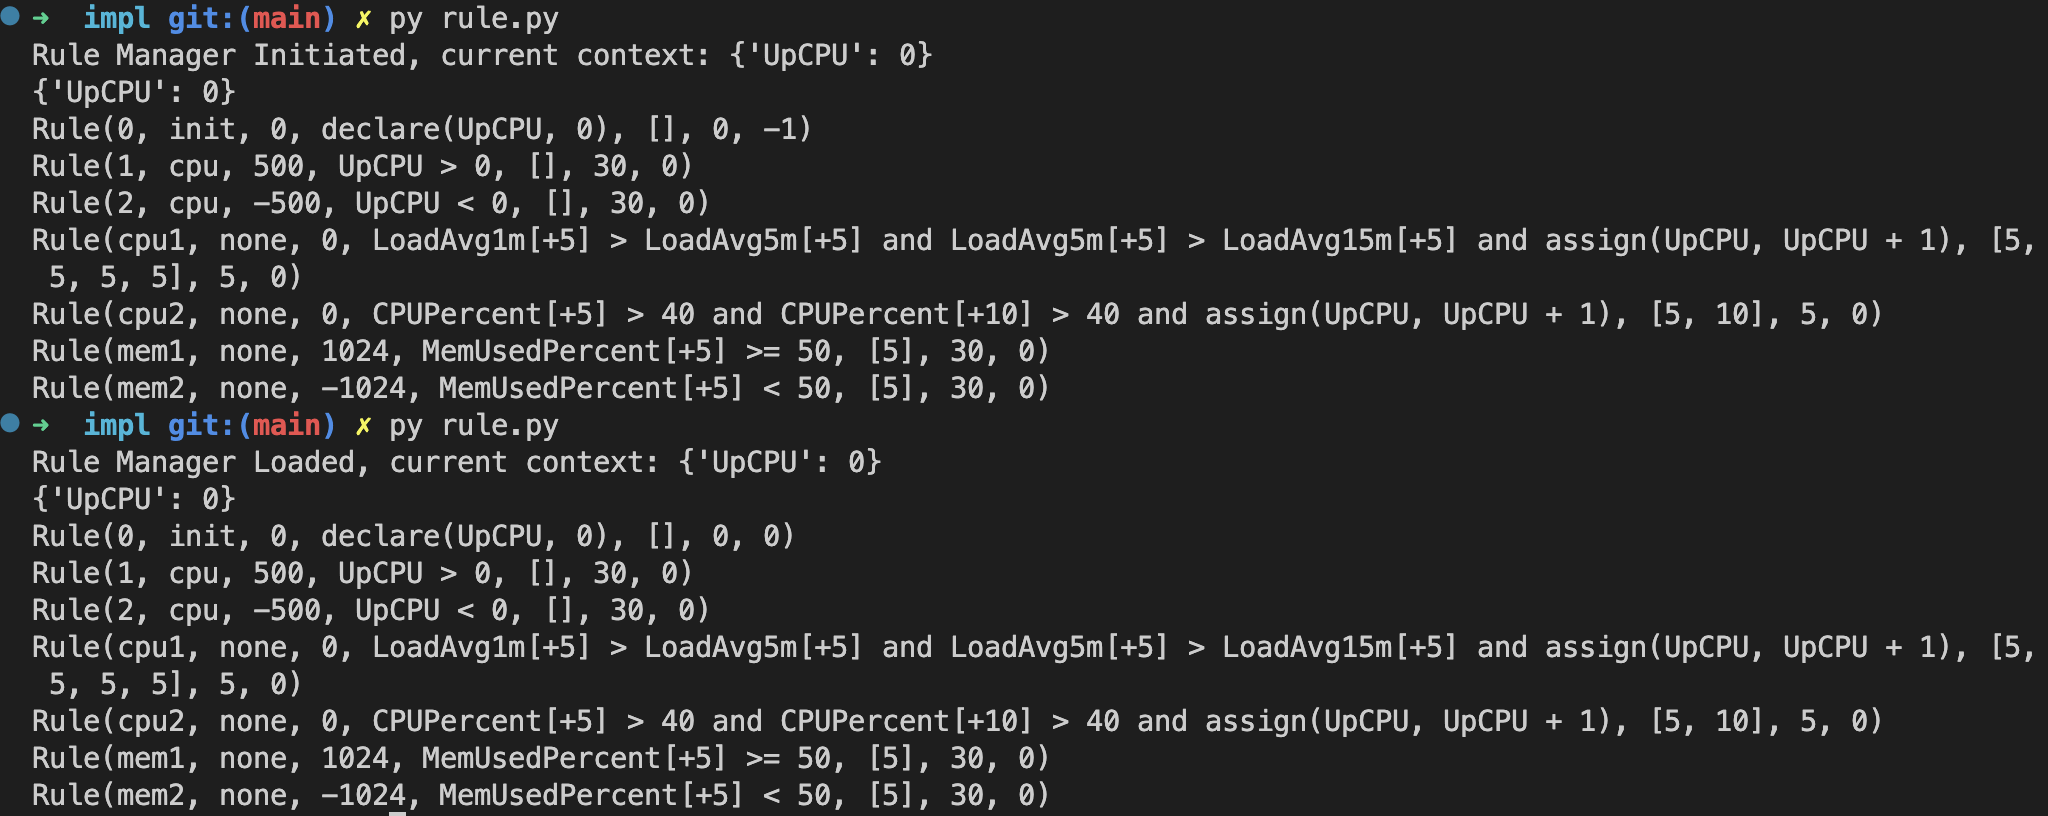 ➜  impl git:(main) ✗ py rule.py
Rule Manager Initiated, current context: {'UpCPU': 0}
{'UpCPU': 0}
Rule(0, init, 0, declare(UpCPU, 0), [], 0, -1)
Rule(1, cpu, 500, UpCPU > 0, [], 30, 0)
Rule(2, cpu, -500, UpCPU < 0, [], 30, 0)
Rule(cpu1, none, 0, LoadAvg1m[+5] > LoadAvg5m[+5] and LoadAvg5m[+5] > LoadAvg15m[+5] and assign(UpCPU, UpCPU + 1), [5,
 5, 5, 5], 5, 0)
Rule(cpu2, none, 0, CPUPercent[+5] > 40 and CPUPercent[+10] > 40 and assign(UpCPU, UpCPU + 1), [5, 10], 5, 0)
Rule(mem1, none, 1024, MemUsedPercent[+5] >= 50, [5], 30, 0)
Rule(mem2, none, -1024, MemUsedPercent[+5] < 50, [5], 30, 0)
➜  impl git:(main) ✗ py rule.py
Rule Manager Loaded, current context: {'UpCPU': 0}
{'UpCPU': 0}
Rule(0, init, 0, declare(UpCPU, 0), [], 0, 0)
Rule(1, cpu, 500, UpCPU > 0, [], 30, 0)
Rule(2, cpu, -500, UpCPU < 0, [], 30, 0)
Rule(cpu1, none, 0, LoadAvg1m[+5] > LoadAvg5m[+5] and LoadAvg5m[+5] > LoadAvg15m[+5] and assign(UpCPU, UpCPU + 1), [5,
 5, 5, 5], 5, 0)
Rule(cpu2, none, 0, CPUPercent[+5] > 40 and CPUPercent[+10] > 40 and assign(UpCPU, UpCPU + 1), [5, 10], 5, 0)
Rule(mem1, none, 1024, MemUsedPercent[+5] >= 50, [5], 30, 0)
Rule(mem2, none, -1024, MemUsedPercent[+5] < 50, [5], 30, 0)